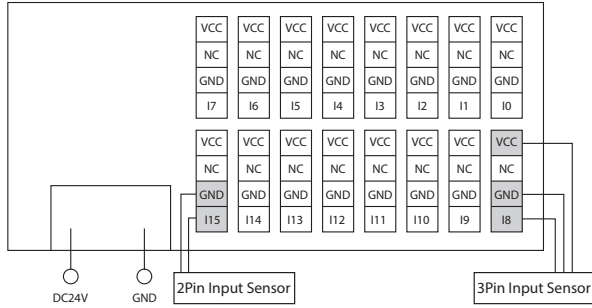 VCC VCC VCC VCC VCC VCC VCC VCC
NC NC NC NC NC NC NC NC
GND GND GND GND GND GND GND GND
I7 I6 I5 I4 I3 I2 I1 I0
VCC VCC VCC VCC VCC VCC VCC VCC
NC NC NC NC NC NC NC NC
GND GND GND GND GND GND GND GND
I15 I14 I13 I12 I11 I10 I9 I8
2Pin Input Sensor 3Pin Input Sensor
DC24V GND